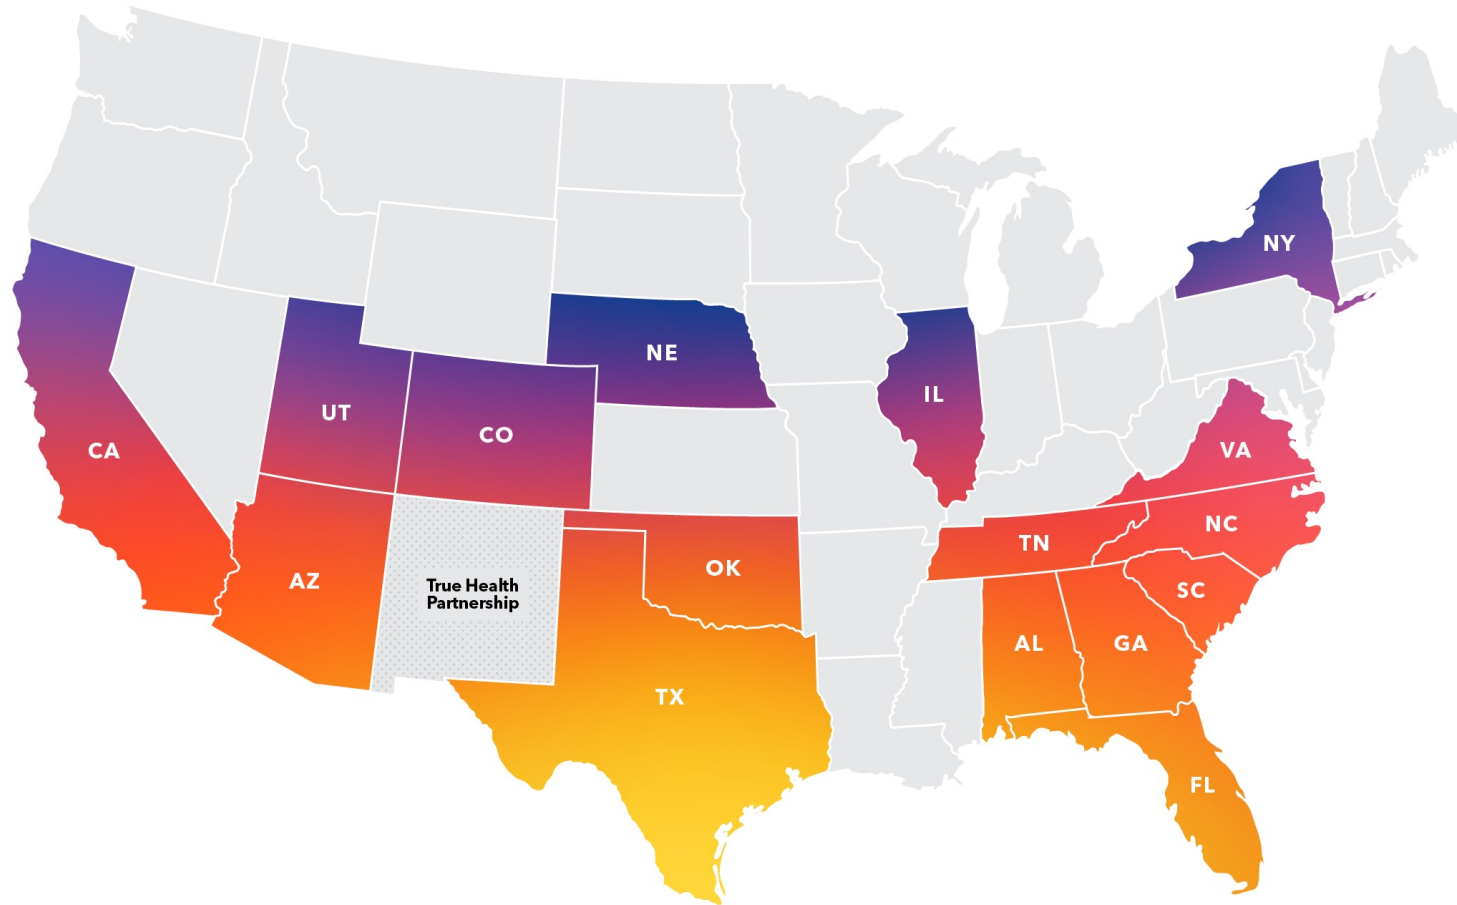 NY
NE
IL
UT
CO
CA
VA
NC
TN
OK
AZ
True Health
Partnership
SC
AL
GA
TX
FL